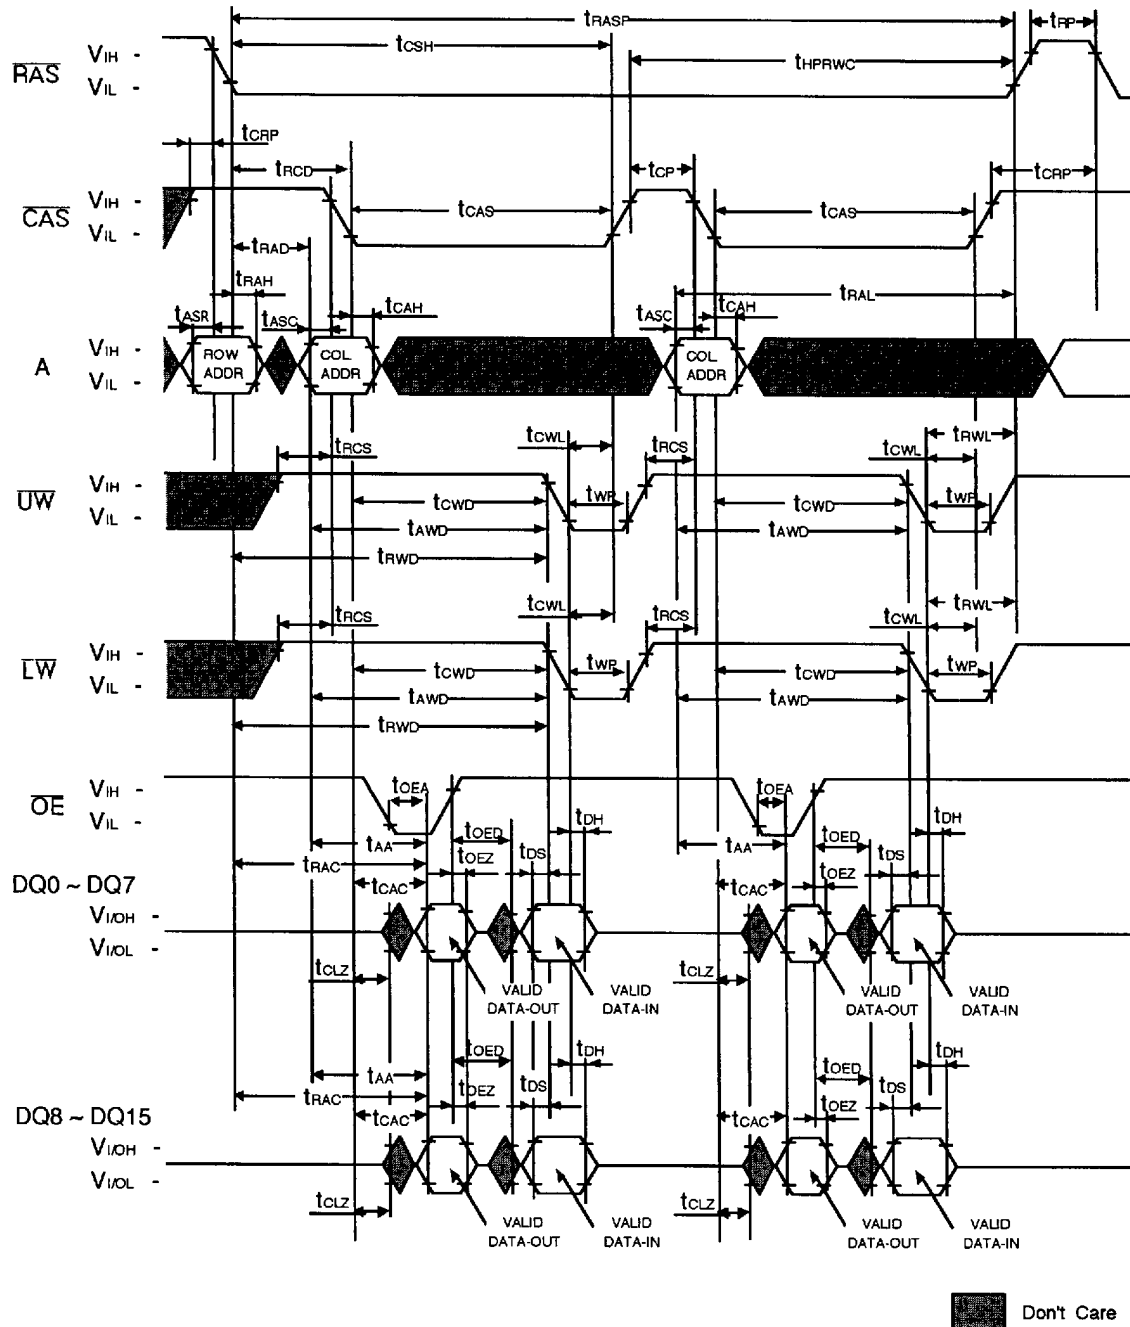 tRASP tRP
tCSH
RAS VIH - tHPRWC
VIL -
tCRP
tRCD tCP tCRP
CAS VIH - tCAS tCAS
VIL -
tRAD
tRAH tRAL
tASR tASC tCAH tASC tCAH
A VIH - ROW ADDR COL ADDR COL ADDR
VIL -
tRCS tCWL tRCS tCWL tRWL
UW VIH - tCWD tWP tCWD tWP
VIL - tAWD tAWD
tRWD
tRCS tCWL tRCS tCWL tRWL
LW VIH - tCWD tWP tCWD tWP
VIL - tAWD tAWD
tRWD
OE VIH - tOEA tOEA
VIL -
tAA tOED tDH tAA tOED tDH
tRAC tOEZ tDS tOEZ tDS
DQ0 ~ DQ7 tCAC tCAC
VI/OH -
VI/OL -
tCLZ VALID DATA-OUT VALID DATA-IN tCLZ VALID DATA-OUT VALID DATA-IN
tAA tOED tDH tOED tDH
tRAC tOEZ tDS tDS
DQ8 ~ DQ15 tCAC tCAC tOEZ
VI/OH -
VI/OL -
tCLZ VALID DATA-OUT VALID DATA-IN tCLZ VALID DATA-OUT VALID DATA-IN
Don't Care